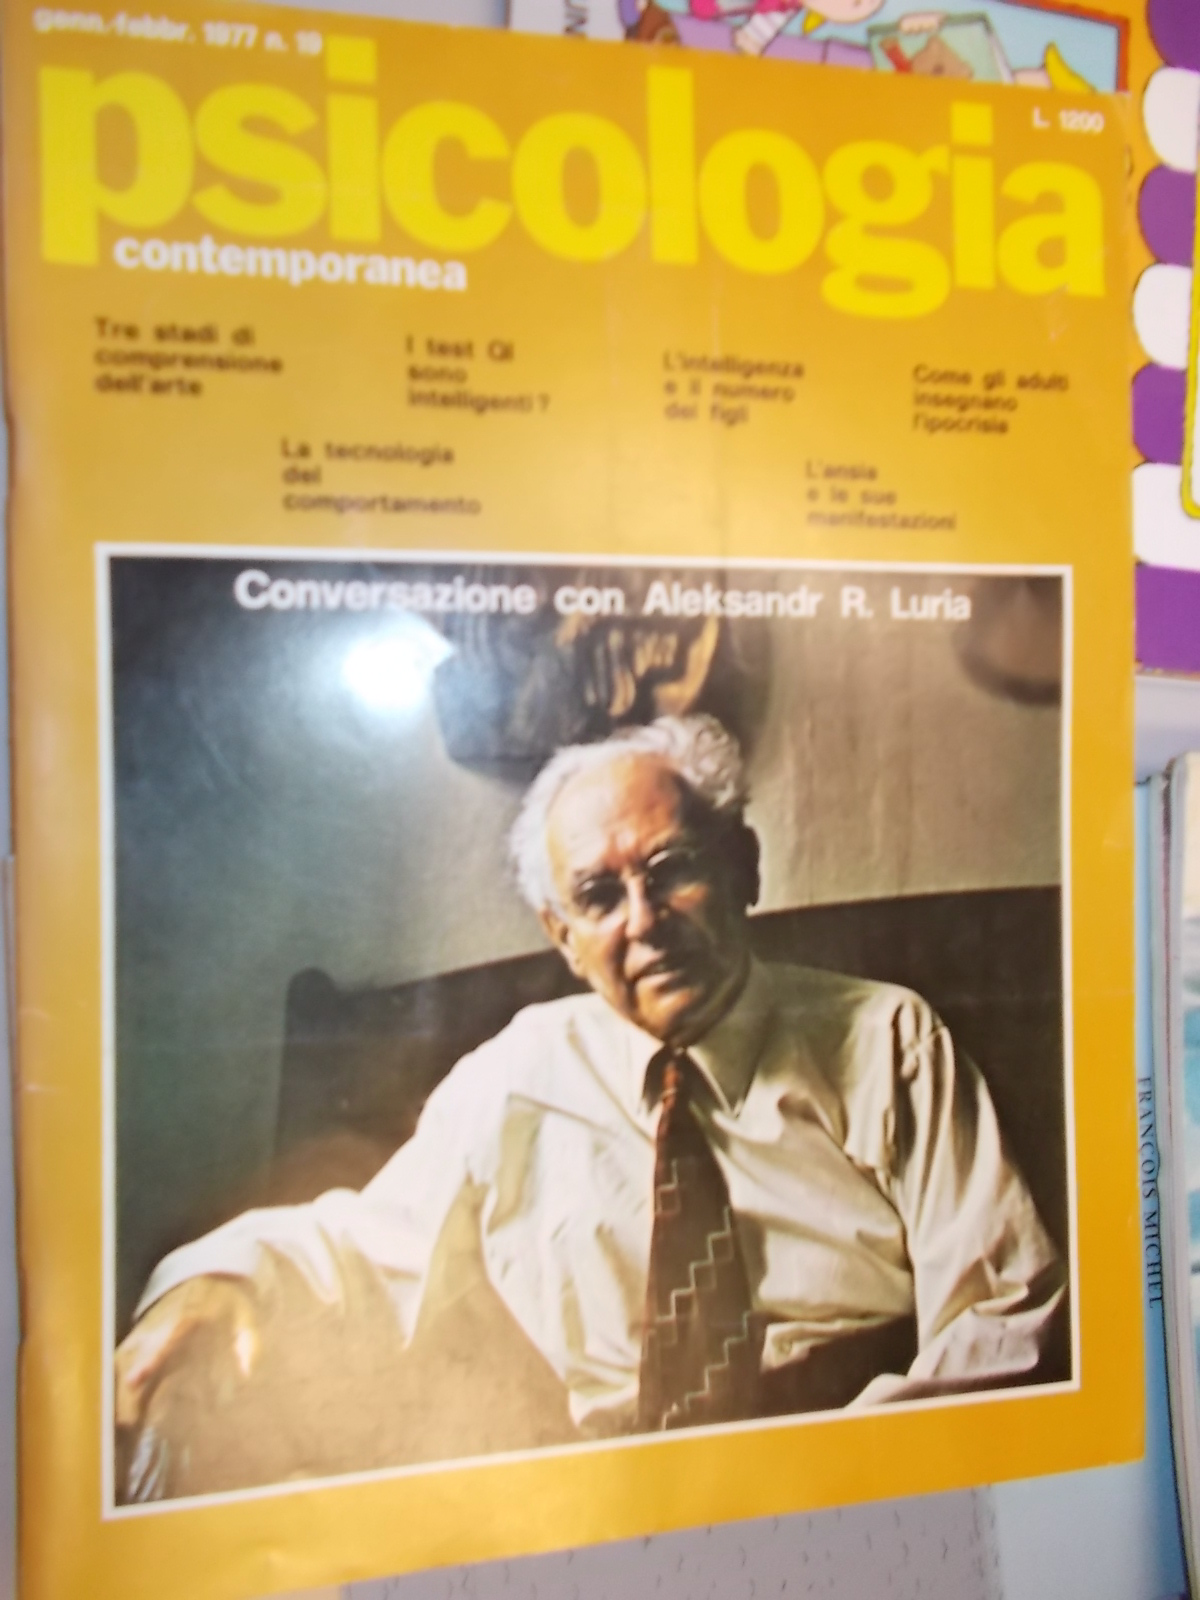 genn.-febbr. 1977 n. 19
L. 1200
psicologia
contemporanea
Tre stadi di
comprensione
dell'arte
I test QI
sono
intelligenti?
L'intelligenza
e il numero
dei figli
Come gli adulti
insegnano
l'ipocrisia
La tecnologia
del
comportamento
L'ansia
e le sue
manifestazioni
Conversazione con Aleksandr R. Luria
FRANCOIS MICHEL